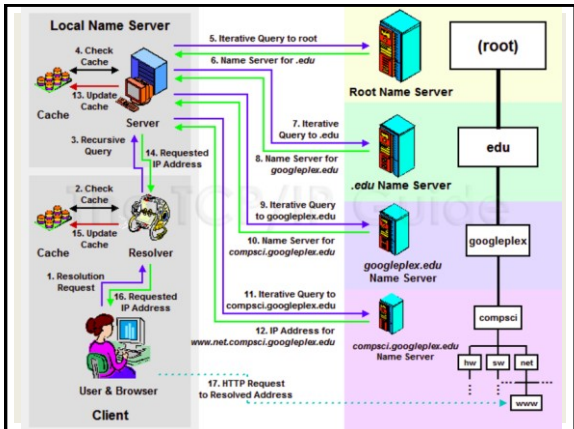 Local Name Server
4. Check
Cache
13. Update
Cache
Cache
Server
3. Recursive
Query
14. Requested
IP Address
5. Iterative Query to root
6. Name Server for .edu
Root Name Server
(root)
7. Iterative
Query to .edu
8. Name Server for
googleplex.edu
.edu Name Server
edu
The TCP/IP Guide
2. Check
Cache
15. Update
Cache
Cache
Resolver
1. Resolution
Request
16. Requested
IP Address
9. Iterative Query
to googleplex.edu
10. Name Server for
compsci.googleplex.edu
googleplex.edu
Name Server
googleplex
11. Iterative Query to
compsci.googleplex.edu
12. IP Address for
www.net.compsci.googleplex.edu
compsci.googleplex.edu
Name Server
compsci
hw
sw
net
www
User & Browser
17. HTTP Request
to Resolved Address
Client